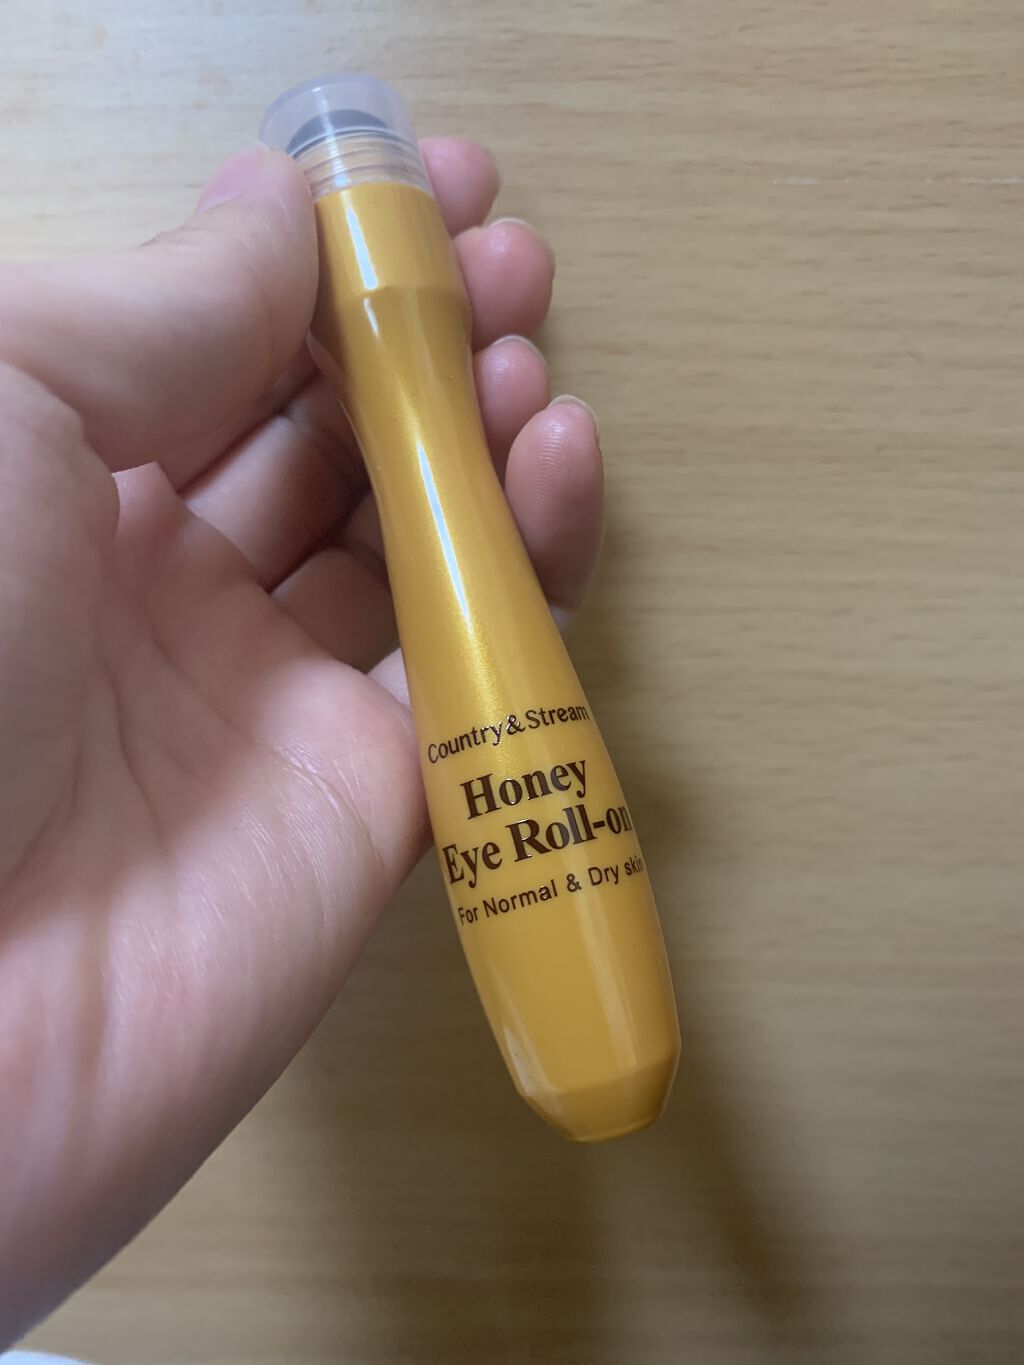 Country&Stream
Honey
Eye Roll-on
For Normal & Dry skin